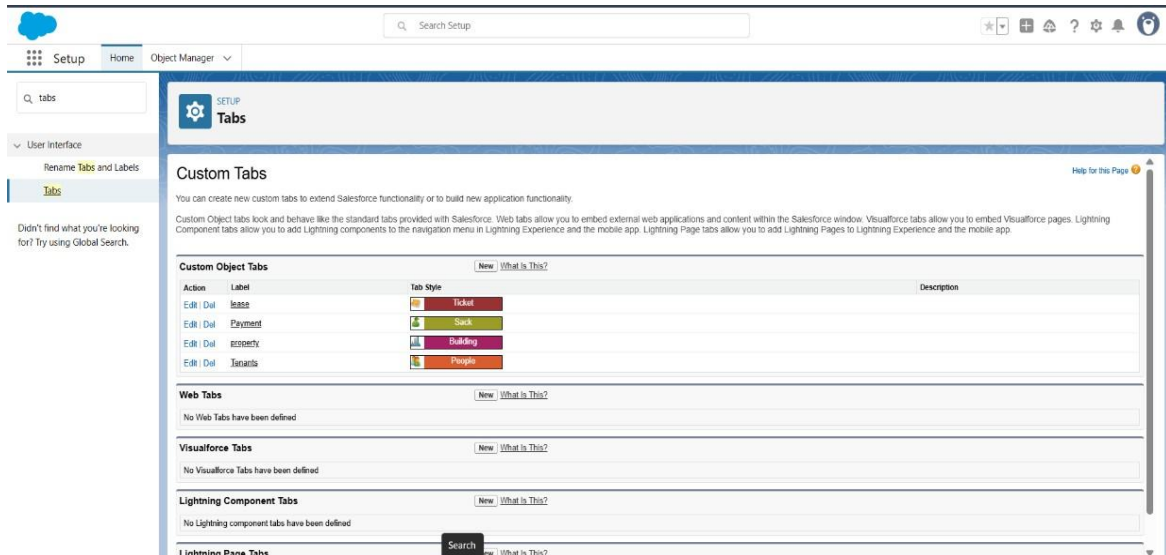 Search Setup
Setup
Home
Object Manager
tabs
User Interface
Rename Tabs and Labels
Tabs
Didn't find what you're looking
for? Try using Global Search.
SETUP
Tabs
Custom Tabs
Help for this Page
You can create new custom tabs to extend Salesforce functionality or to build new application functionality.
Custom Object tabs look and behave like the standard tabs provided with Salesforce. Web tabs allow you to embed external web applications and content within the Salesforce window. Visualforce tabs allow you to embed Visualforce pages. Lightning
Component tabs allow you to add Lightning components to the navigation menu in Lightning Experience and the mobile app. Lightning Page tabs allow you to add Lightning Pages to Lightning Experience and the mobile app.
Custom Object Tabs New What Is This?
Action Label Tab Style Description
Edit | Del lease Ticket
Edit | Del Payment Sack
Edit | Del property Building
Edit | Del Tenants People
Web Tabs New What Is This?
No Web Tabs have been defined
Visualforce Tabs New What Is This?
No Visualforce Tabs have been defined
Lightning Component Tabs New What Is This?
No Lightning component tabs have been defined
Lightning Page Tabs What Is This?
Search